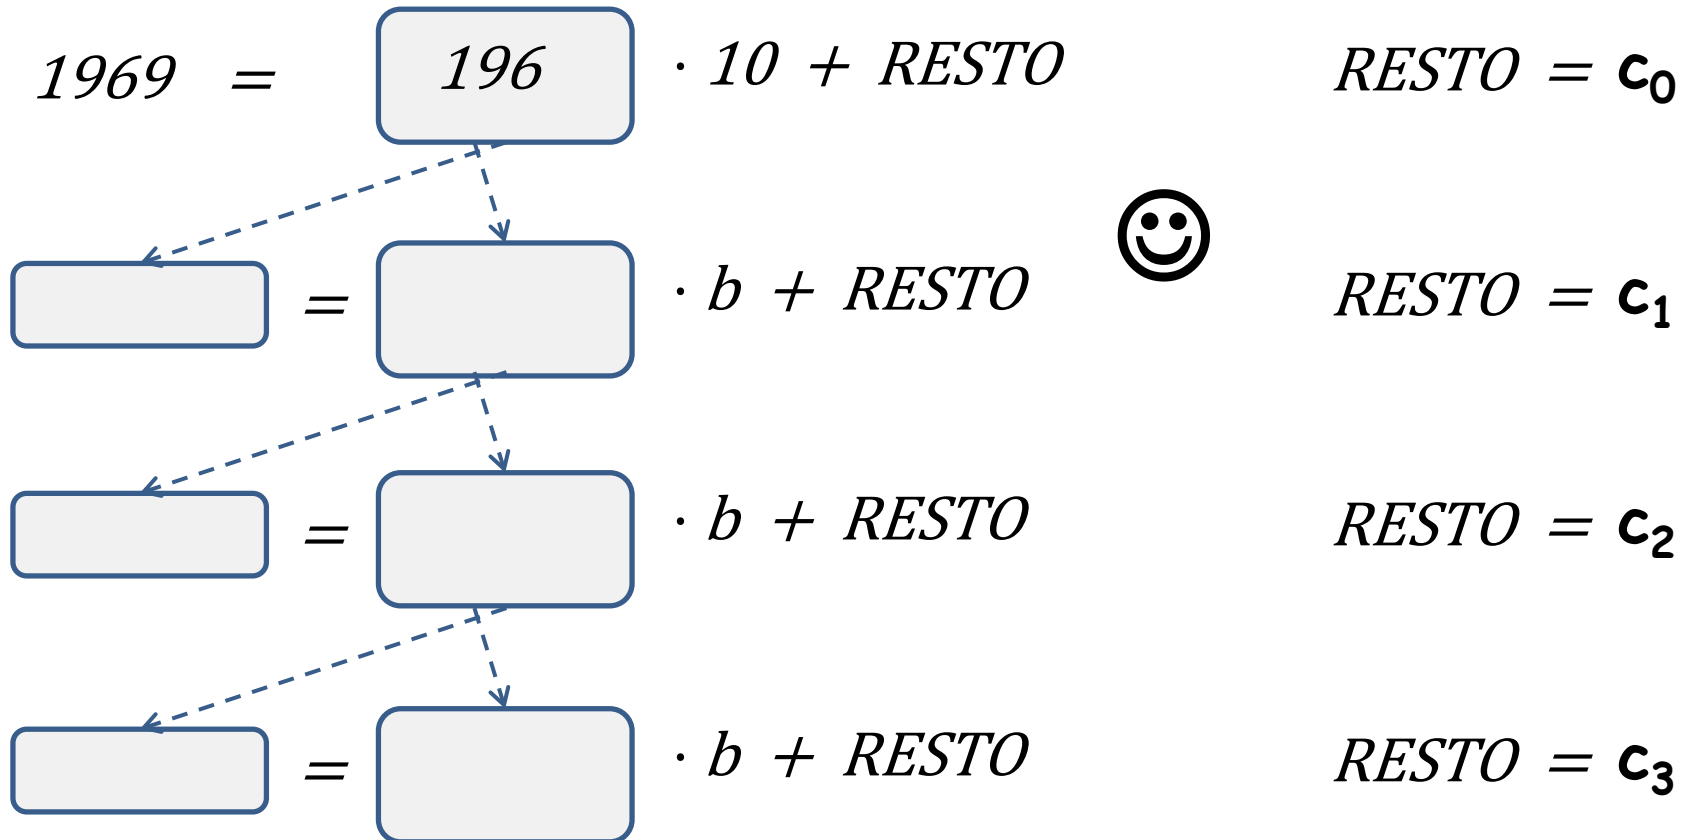 1969 = 196 · 10 + RESTO RESTO = c₀
= · b + RESTO RESTO = c₁
= · b + RESTO RESTO = c₂
= · b + RESTO RESTO = c₃